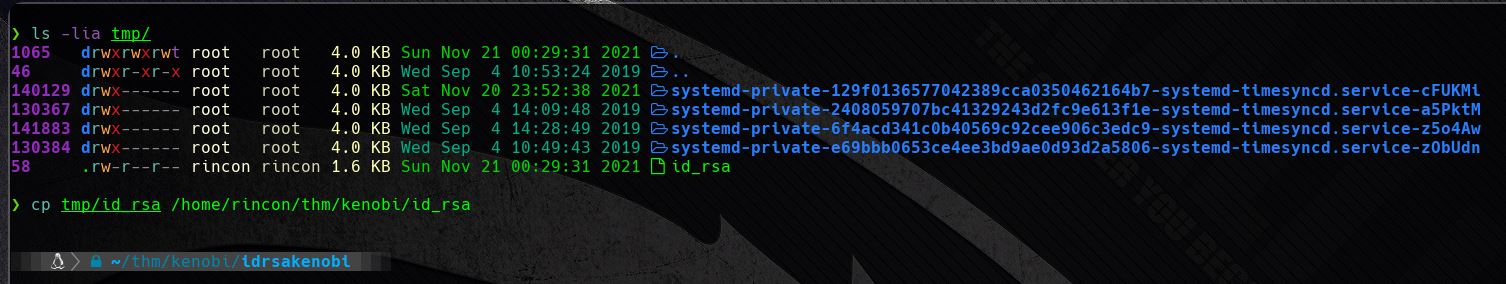 ❯ ls -lia tmp/
1065 drwxrwxrwt root root 4.0 KB Sun Nov 21 00:29:31 2021 .
46 drwxr-xr-x root root 4.0 KB Wed Sep 4 10:53:24 2019 ..
140129 drwx------ root root 4.0 KB Sat Nov 20 23:52:38 2021 systemd-private-129f0136577042389cca0350462164b7-systemd-timesyncd.service-cFUKMi
130367 drwx------ root root 4.0 KB Wed Sep 4 14:09:48 2019 systemd-private-2408059707bc41329243d2fc9e613f1e-systemd-timesyncd.service-a5PktM
141883 drwx------ root root 4.0 KB Wed Sep 4 14:28:49 2019 systemd-private-6f4acd341c0b40569c92cee906c3edc9-systemd-timesyncd.service-z5o4Aw
130384 drwx------ root root 4.0 KB Wed Sep 4 10:49:43 2019 systemd-private-e69bbb0653ce4ee3bd9ae0d93d2a5806-systemd-timesyncd.service-zObUdn
58 .rw-r--r-- rincon rincon 1.6 KB Sun Nov 21 00:29:31 2021 id_rsa
❯ cp tmp/id_rsa /home/rincon/thm/kenobi/id_rsa
~/thm/kenobi/idrsakenobi